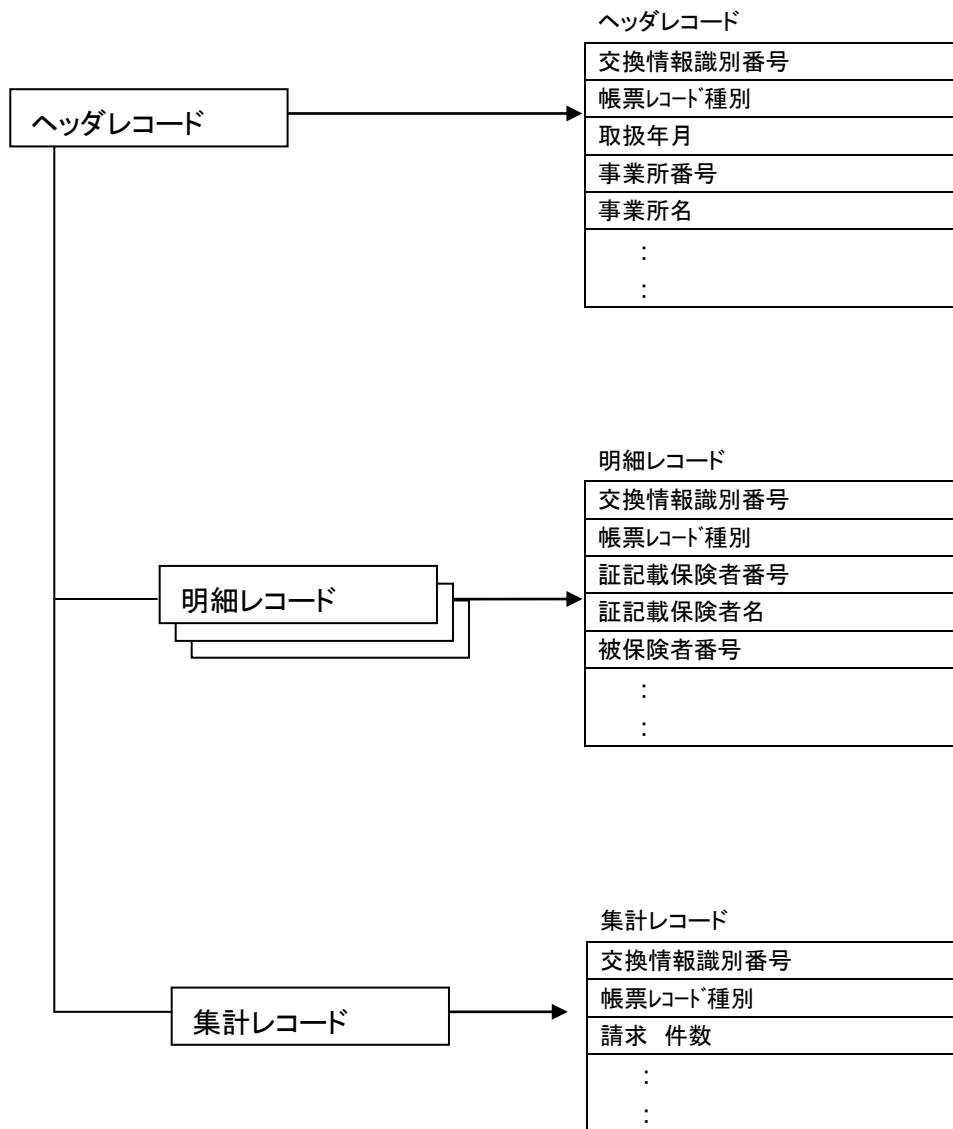 ヘッダレコード
ヘッダレコード
交換情報識別番号
帳票ﾚｺｰﾄﾞ種別
取扱年月
事業所番号
事業所名
:
:
明細レコード
明細レコード
交換情報識別番号
帳票ﾚｺｰﾄﾞ種別
証記載保険者番号
証記載保険者名
被保険者番号
:
:
集計レコード
集計レコード
交換情報識別番号
帳票ﾚｺｰﾄﾞ種別
請求　件数
:
: